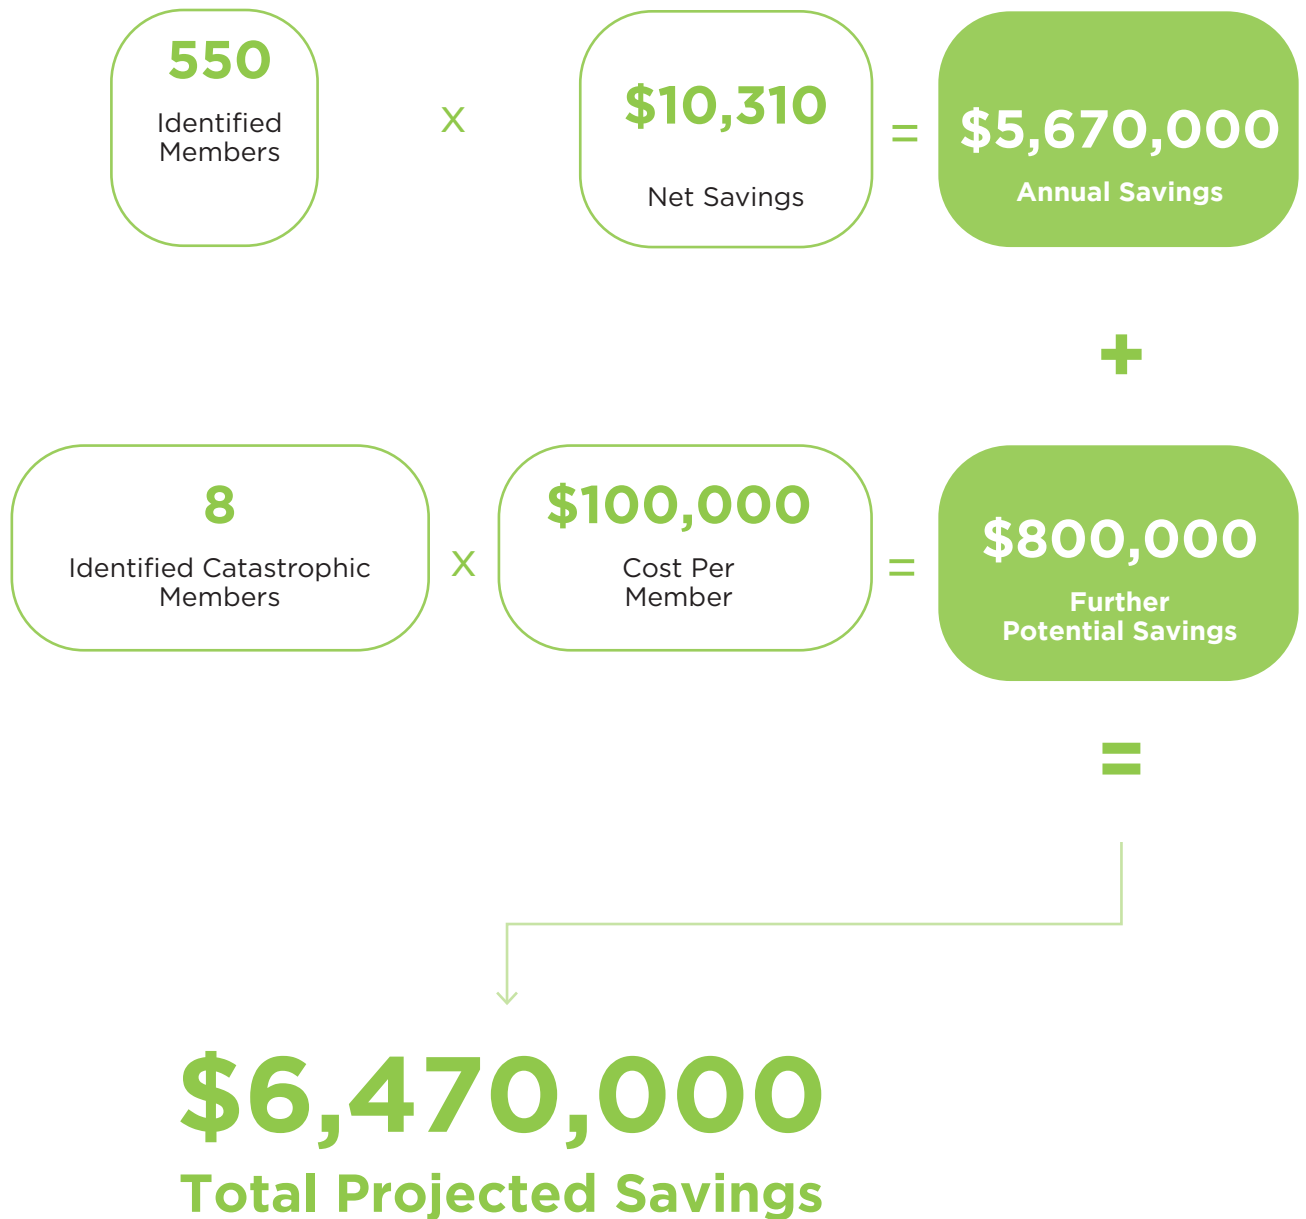 550
Identified
Members
x
$10,310
Net Savings
=
$5,670,000
Annual Savings
+
8
Identified Catastrophic
Members
x
$100,000
Cost Per
Member
=
$800,000
Further
Potential Savings
=
$6,470,000
Total Projected Savings